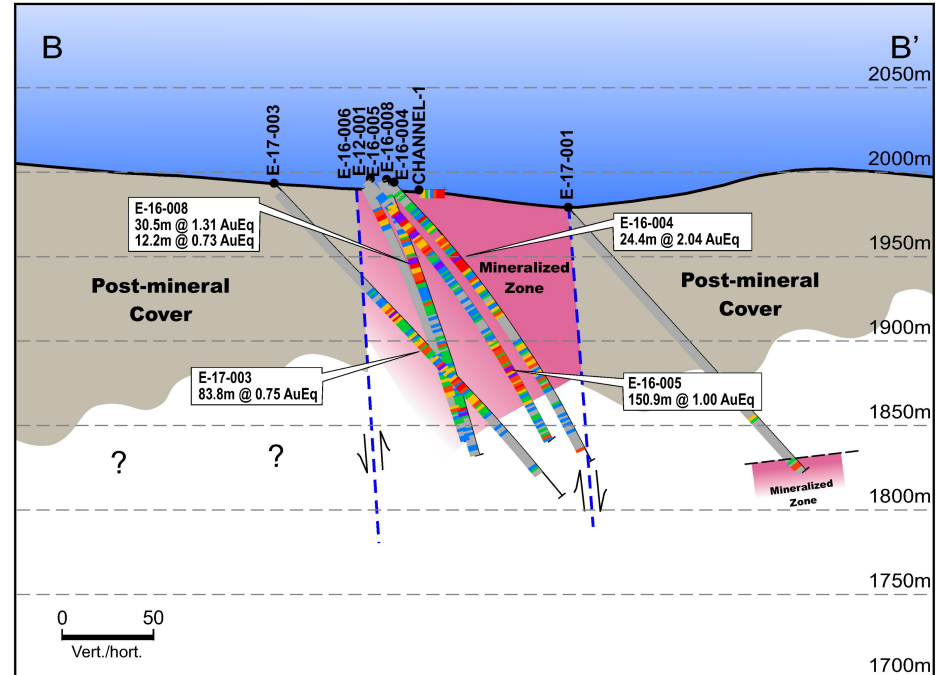 B
B’
2050m
E-17-003
E-16-006
E-12-001
E-16-005
E-16-008
E-16-004
CHANNEL-1
E-17-001
2000m
E-16-008
30.5m @ 1.31 AuEq
12.2m @ 0.73 AuEq
E-16-004
24.4m @ 2.04 AuEq
1950m
Mineralized
Zone
Post-mineral
Cover
Post-mineral
Cover
1900m
E-17-003
83.8m @ 0.75 AuEq
E-16-005
150.9m @ 1.00 AuEq
1850m
?
?
Mineralized
Zone
1800m
1750m
0 50
Vert./hort.
1700m